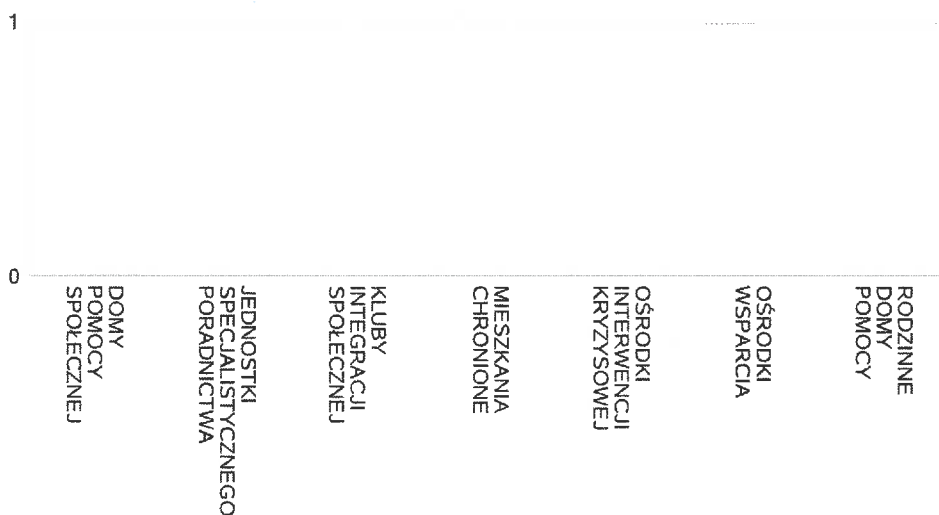 1
0
DOMY
POMOCY
SPOŁECZNEJ
JEDNOSTKI
SPECJALISTYCZNEGO
PORADNICTWA
KLUBY
INTEGRACJI
SPOŁECZNEJ
MIESZKANIA
CHRONIONE
OŚRODKI
INTERWENCJI
KRYZYSOWEJ
OŚRODKI
WSPARCIA
RODZINNE
DOMY
POMOCY